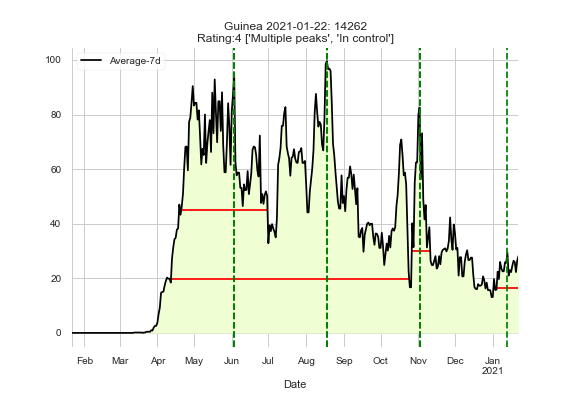 Guinea 2021-01-22: 14262
Rating:4 ['Multiple peaks', 'In control']
Average-7d
100
80
60
40
20
0
Feb Mar Apr May Jun Jul Aug Sep Oct Nov Dec Jan
2021
Date